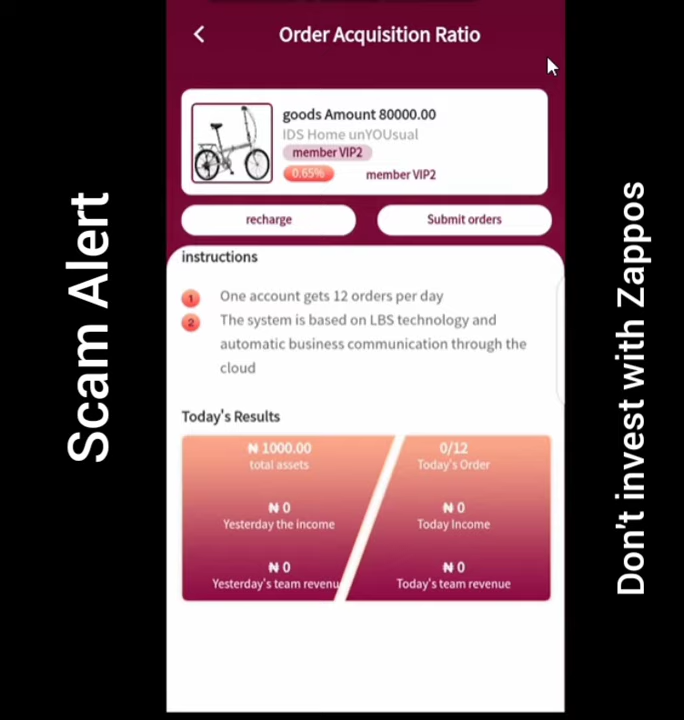 Scam Alert
Order Acquisition Ratio
goods Amount 80000.00
IDS Home unYOUsual
member VIP2
0.65% member VIP2
recharge Submit orders
instructions
1 One account gets 12 orders per day
2 The system is based on LBS technology and
automatic business communication through the
cloud
Today's Results
₦ 1000.00 0/12
total assets Today's Order
₦ 0 ₦ 0
Yesterday the income Today Income
₦ 0 ₦ 0
Yesterday's team revenu Today's team revenue
Don't invest with Zappos